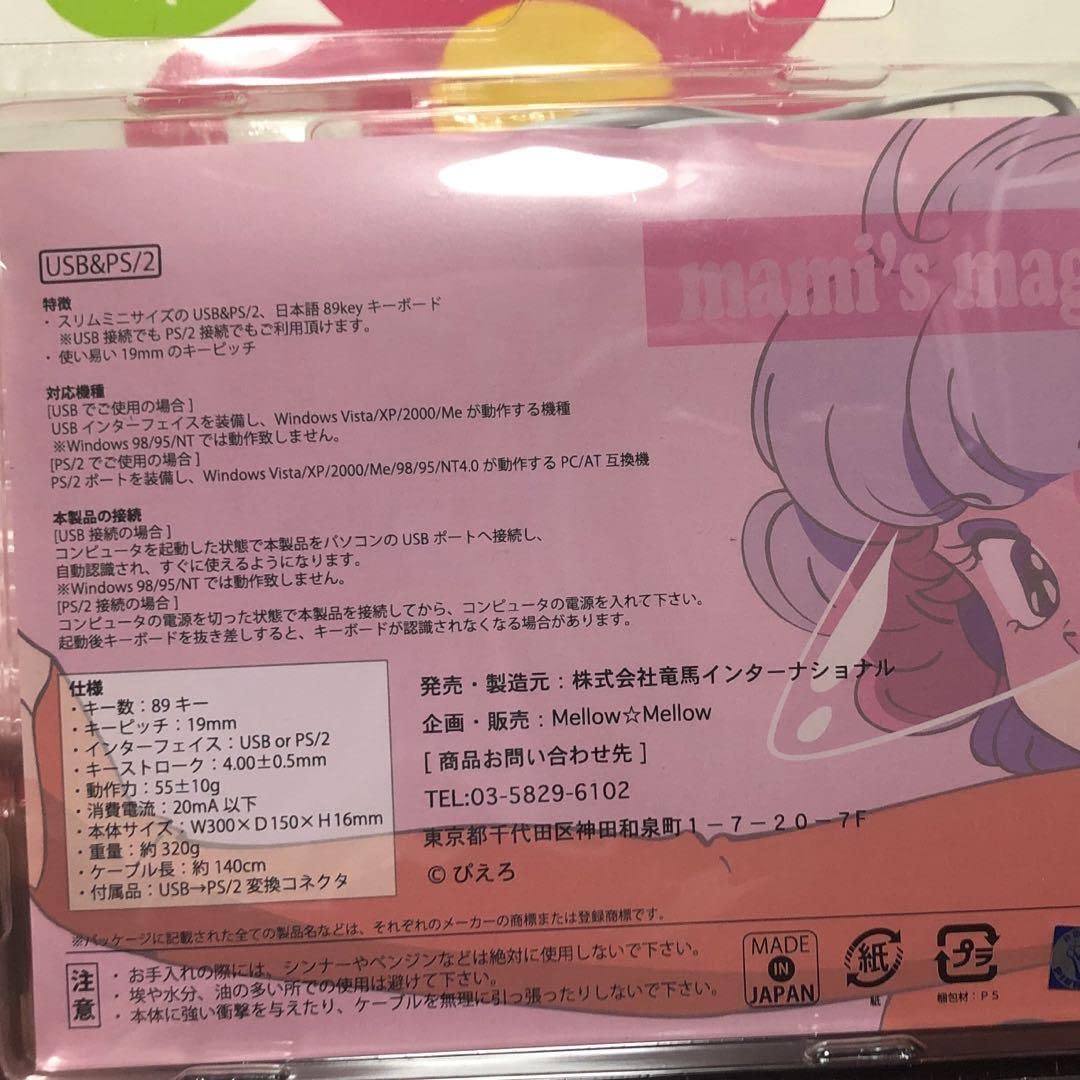 mami's mag
USB&PS/2
特徴
・スリムミニサイズの USB&PS/2、日本語 89key キーボード
※USB 接続でも PS/2 接続でもご利用頂けます。
・使い易い 19mm のキーピッチ
対応機種
[USB でご使用の場合]
USB インターフェイスを装備し、Windows Vista/XP/2000/Me が動作する機種
※Windows 98/95/NT では動作致しません。
[PS/2 でご使用の場合]
PS/2 ポートを装備し、Windows Vista/XP/2000/Me/98/95/NT4.0 が動作する PC/AT 互換機
本製品の接続
[USB 接続の場合]
コンピュータを起動した状態で本製品をパソコンの USB ポートへ接続し、
自動認識され、すぐに使えるようになります。
※Windows 98/95/NT では動作致しません。
[PS/2 接続の場合]
コンピュータの電源を切った状態で本製品を接続してから、コンピュータの電源を入れて下さい。
起動後キーボードを抜き差しすると、キーボードが認識されなくなる場合があります。
仕様
・キー数：89 キー
・キーピッチ：19mm
・インターフェイス：USB or PS/2
・キーストローク：4.00±0.5mm
・動作力：55±10g
・消費電流：20mA 以下
・本体サイズ：W300×D150×H16mm
・重量：約 320g
・ケーブル長：約 140cm
・付属品：USB→PS/2 変換コネクタ
発売・製造元：株式会社竜馬インターナショナル
企画・販売：Mellow☆Mellow
[商品お問い合わせ先]
TEL:03-5829-6102
東京都千代田区神田和泉町１－７－２０－７F
© ぴえろ
※パッケージに記載された全ての製品名などは、それぞれのメーカーの商標または登録商標です。
注意
・お手入れの際には、シンナーやベンジンなどは絶対に使用しないで下さい。
・埃や水分、油の多い所での使用は避けて下さい。
・本体に強い衝撃を与えたり、ケーブルを無理に引っ張ったりしないで下さい。
MADE
IN
JAPAN
紙
紙
プラ
梱包材：PS